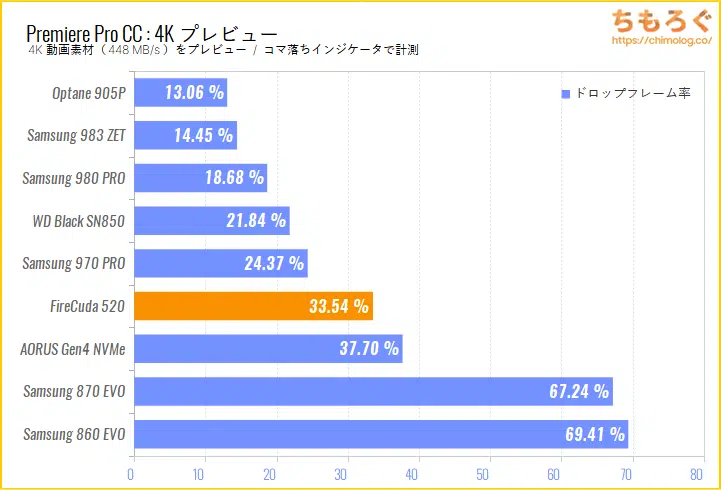 Premiere Pro CC : 4K プレビュー
4K 動画素材（448 MB/s）をプレビュー / コマ落ちインジケータで計測
ちもろぐ
https://chimolog.co/
ドロップフレーム率
Optane 905P 13.06 %
Samsung 983 ZET 14.45 %
Samsung 980 PRO 18.68 %
WD Black SN850 21.84 %
Samsung 970 PRO 24.37 %
FireCuda 520 33.54 %
AORUS Gen4 NVMe 37.70 %
Samsung 870 EVO 67.24 %
Samsung 860 EVO 69.41 %
0 10 20 30 40 50 60 70 80